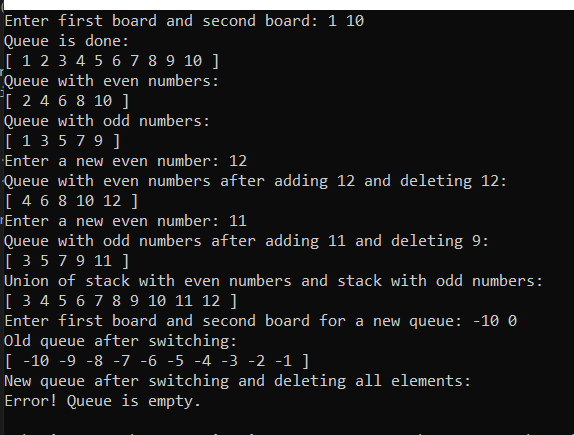 Enter first board and second board: 1 10
Queue is done:
[ 1 2 3 4 5 6 7 8 9 10 ]
Queue with even numbers:
[ 2 4 6 8 10 ]
Queue with odd numbers:
[ 1 3 5 7 9 ]
Enter a new even number: 12
Queue with even numbers after adding 12 and deleting 12:
[ 4 6 8 10 12 ]
Enter a new even number: 11
Queue with odd numbers after adding 11 and deleting 9:
[ 3 5 7 9 11 ]
Union of stack with even numbers and stack with odd numbers:
[ 3 4 5 6 7 8 9 10 11 12 ]
Enter first board and second board for a new queue: -10 0
Old queue after switching:
[ -10 -9 -8 -7 -6 -5 -4 -3 -2 -1 ]
New queue after switching and deleting all elements:
Error! Queue is empty.